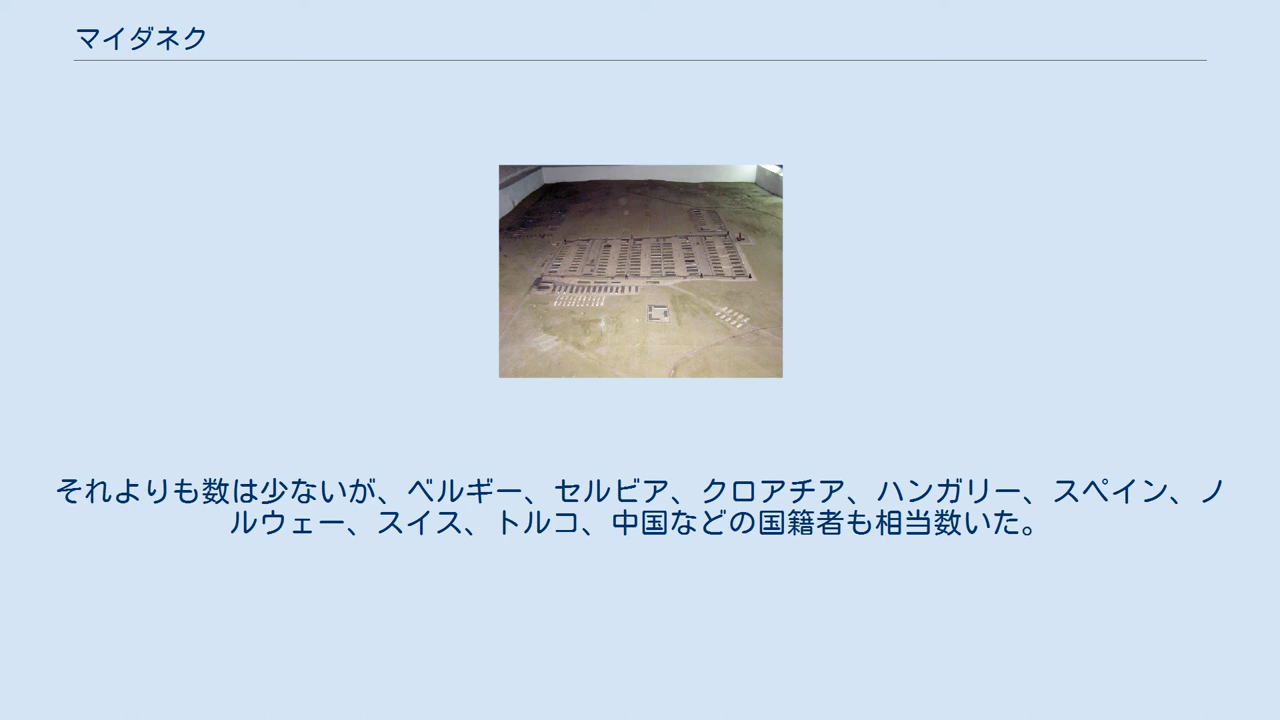 マイダネク
それよりも数は少ないが、ベルギー、セルビア、クロアチア、ハンガリー、スペイン、ノ
ルウェー、スイス、トルコ、中国などの国籍者も相当数いた。